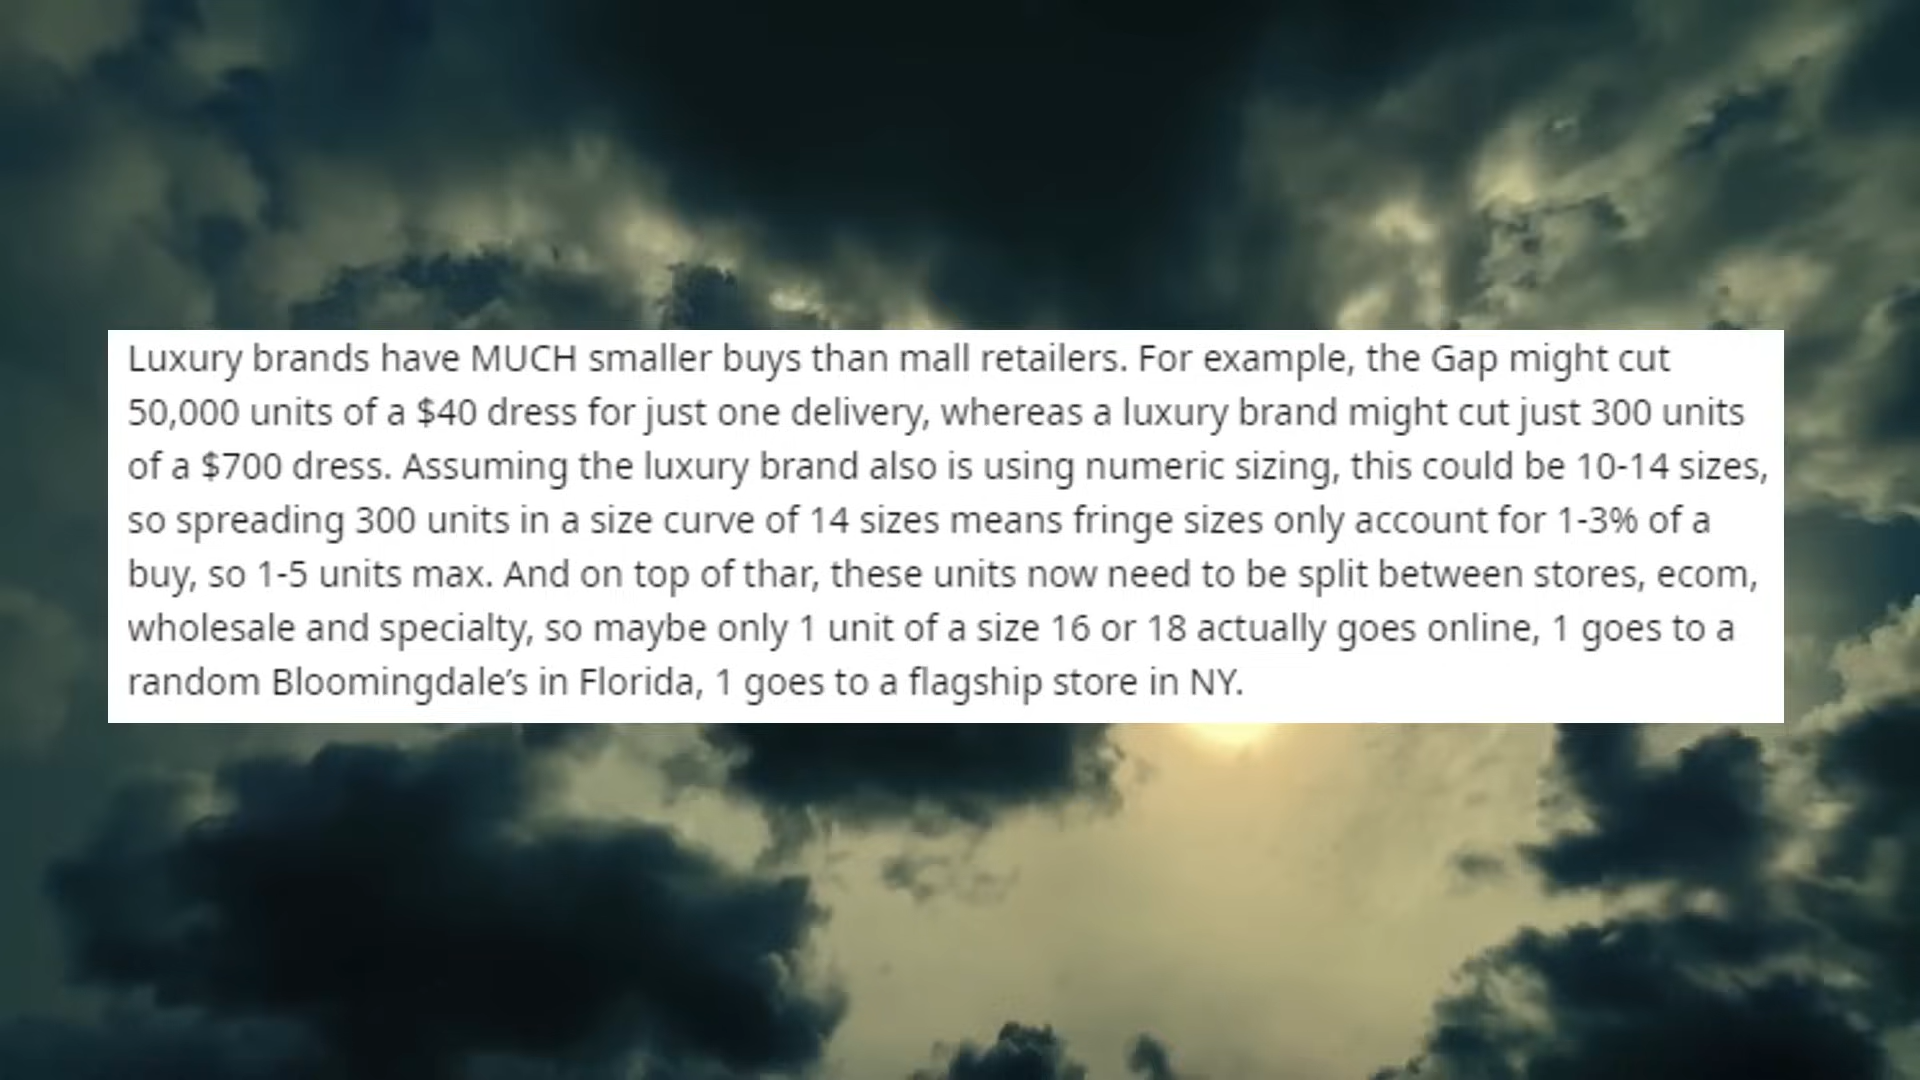 Luxury brands have MUCH smaller buys than mall retailers. For example, the Gap might cut
50,000 units of a $40 dress for just one delivery, whereas a luxury brand might cut just 300 units
of a $700 dress. Assuming the luxury brand also is using numeric sizing, this could be 10-14 sizes,
so spreading 300 units in a size curve of 14 sizes means fringe sizes only account for 1-3% of a
buy, so 1-5 units max. And on top of thar, these units now need to be split between stores, ecom,
wholesale and specialty, so maybe only 1 unit of a size 16 or 18 actually goes online, 1 goes to a
random Bloomingdale’s in Florida, 1 goes to a flagship store in NY.